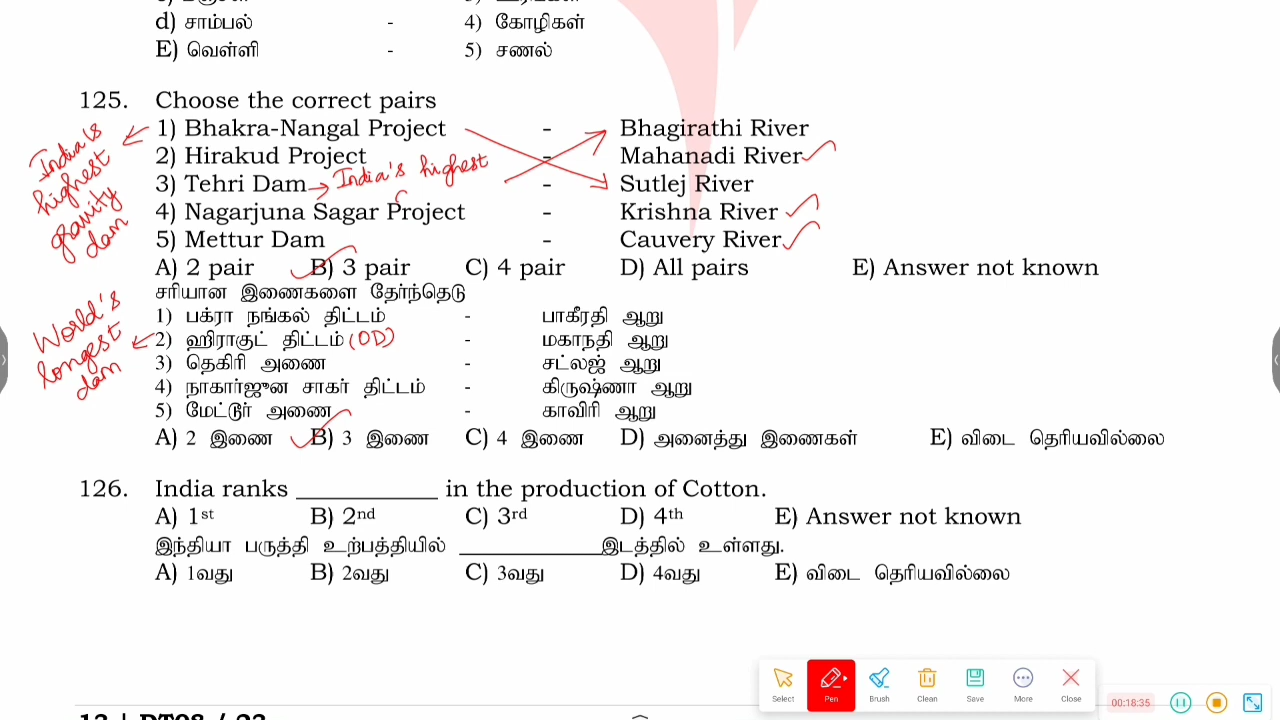 d) சாம்பல் - 4) கோழிகள்
E) வெள்ளி - 5) சணல்
125. Choose the correct pairs
1) Bhakra-Nangal Project - Bhagirathi River
2) Hirakud Project - Mahanadi River
3) Tehri Dam → India's highest - Sutlej River
4) Nagarjuna Sagar Project - Krishna River
5) Mettur Dam - Cauvery River
A) 2 pair B) 3 pair C) 4 pair D) All pairs E) Answer not known
India's
highest
gravity
dam
சரியான இணைகளை தேர்ந்தெடு
1) பக்ரா நங்கல் திட்டம் - பாகீரதி ஆறு
2) ஹிராகுட் திட்டம் (OD) - மகாநதி ஆறு
3) தெகிரி அணை - சட்லஜ் ஆறு
4) நாகார்ஜுன சாகர் திட்டம் - கிருஷ்ணா ஆறு
5) மேட்டூர் அணை - காவிரி ஆறு
A) 2 இணை B) 3 இணை C) 4 இணை D) அனைத்து இணைகள் E) விடை தெரியவில்லை
World's
longest
dam
126. India ranks ___________ in the production of Cotton.
A) 1st B) 2nd C) 3rd D) 4th E) Answer not known
இந்தியா பருத்தி உற்பத்தியில் ___________இடத்தில் உள்ளது.
A) 1வது B) 2வது C) 3வது D) 4வது E) விடை தெரியவில்லை
Select Pen Brush Clean Save More Close
00:18:35